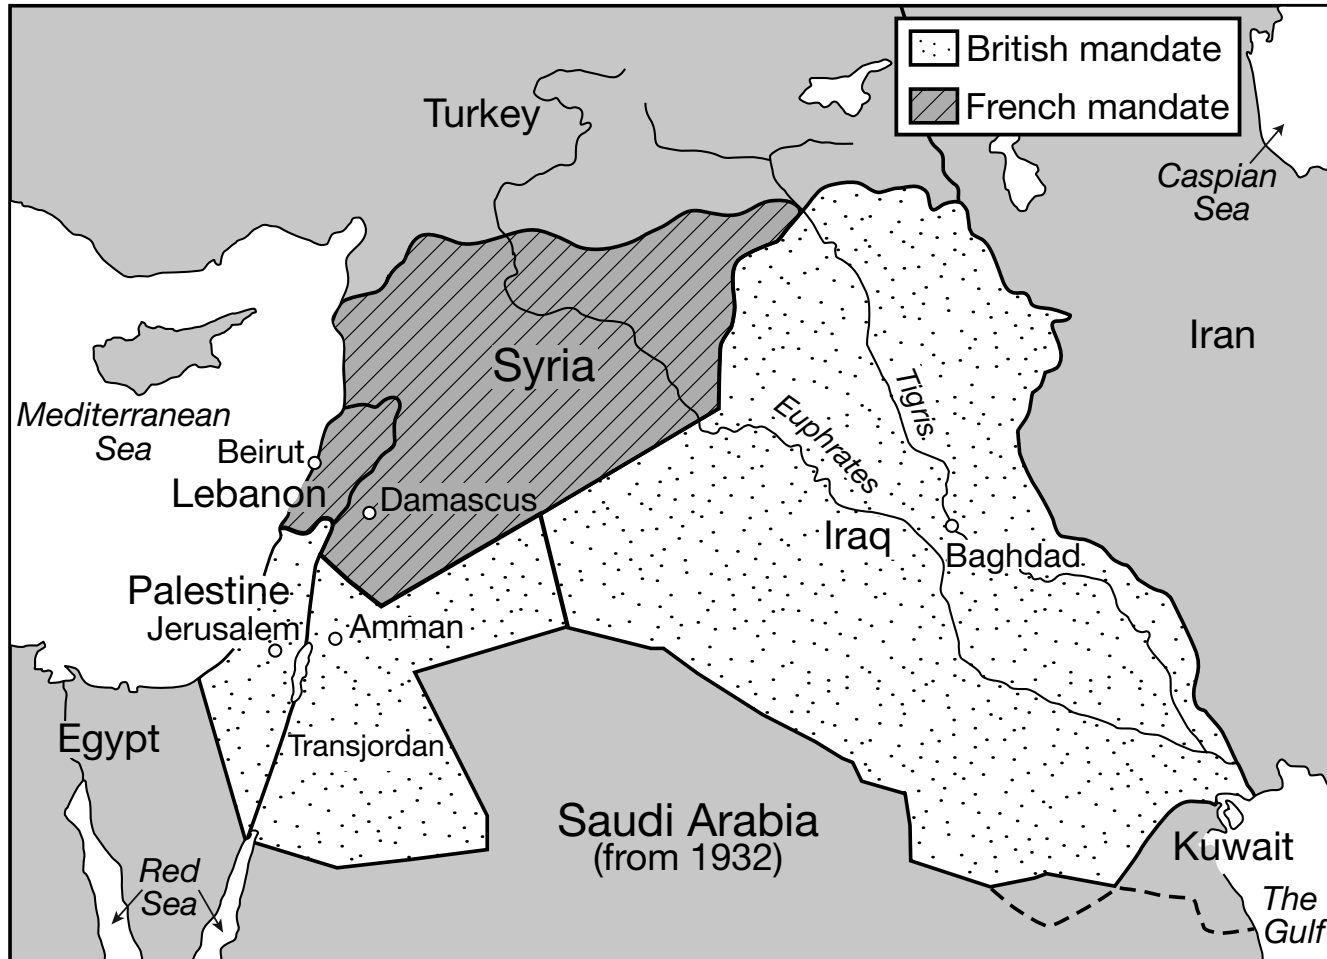 British mandate
French mandate
Turkey
Caspian
Sea
Iran
Syria
Mediterranean
Sea
Tigris
Euphrates
Beirut
Lebanon
Damascus
Iraq
Baghdad
Palestine
Jerusalem
Amman
Egypt
Transjordan
Saudi Arabia
(from 1932)
Kuwait
Red
Sea
The
Gulf